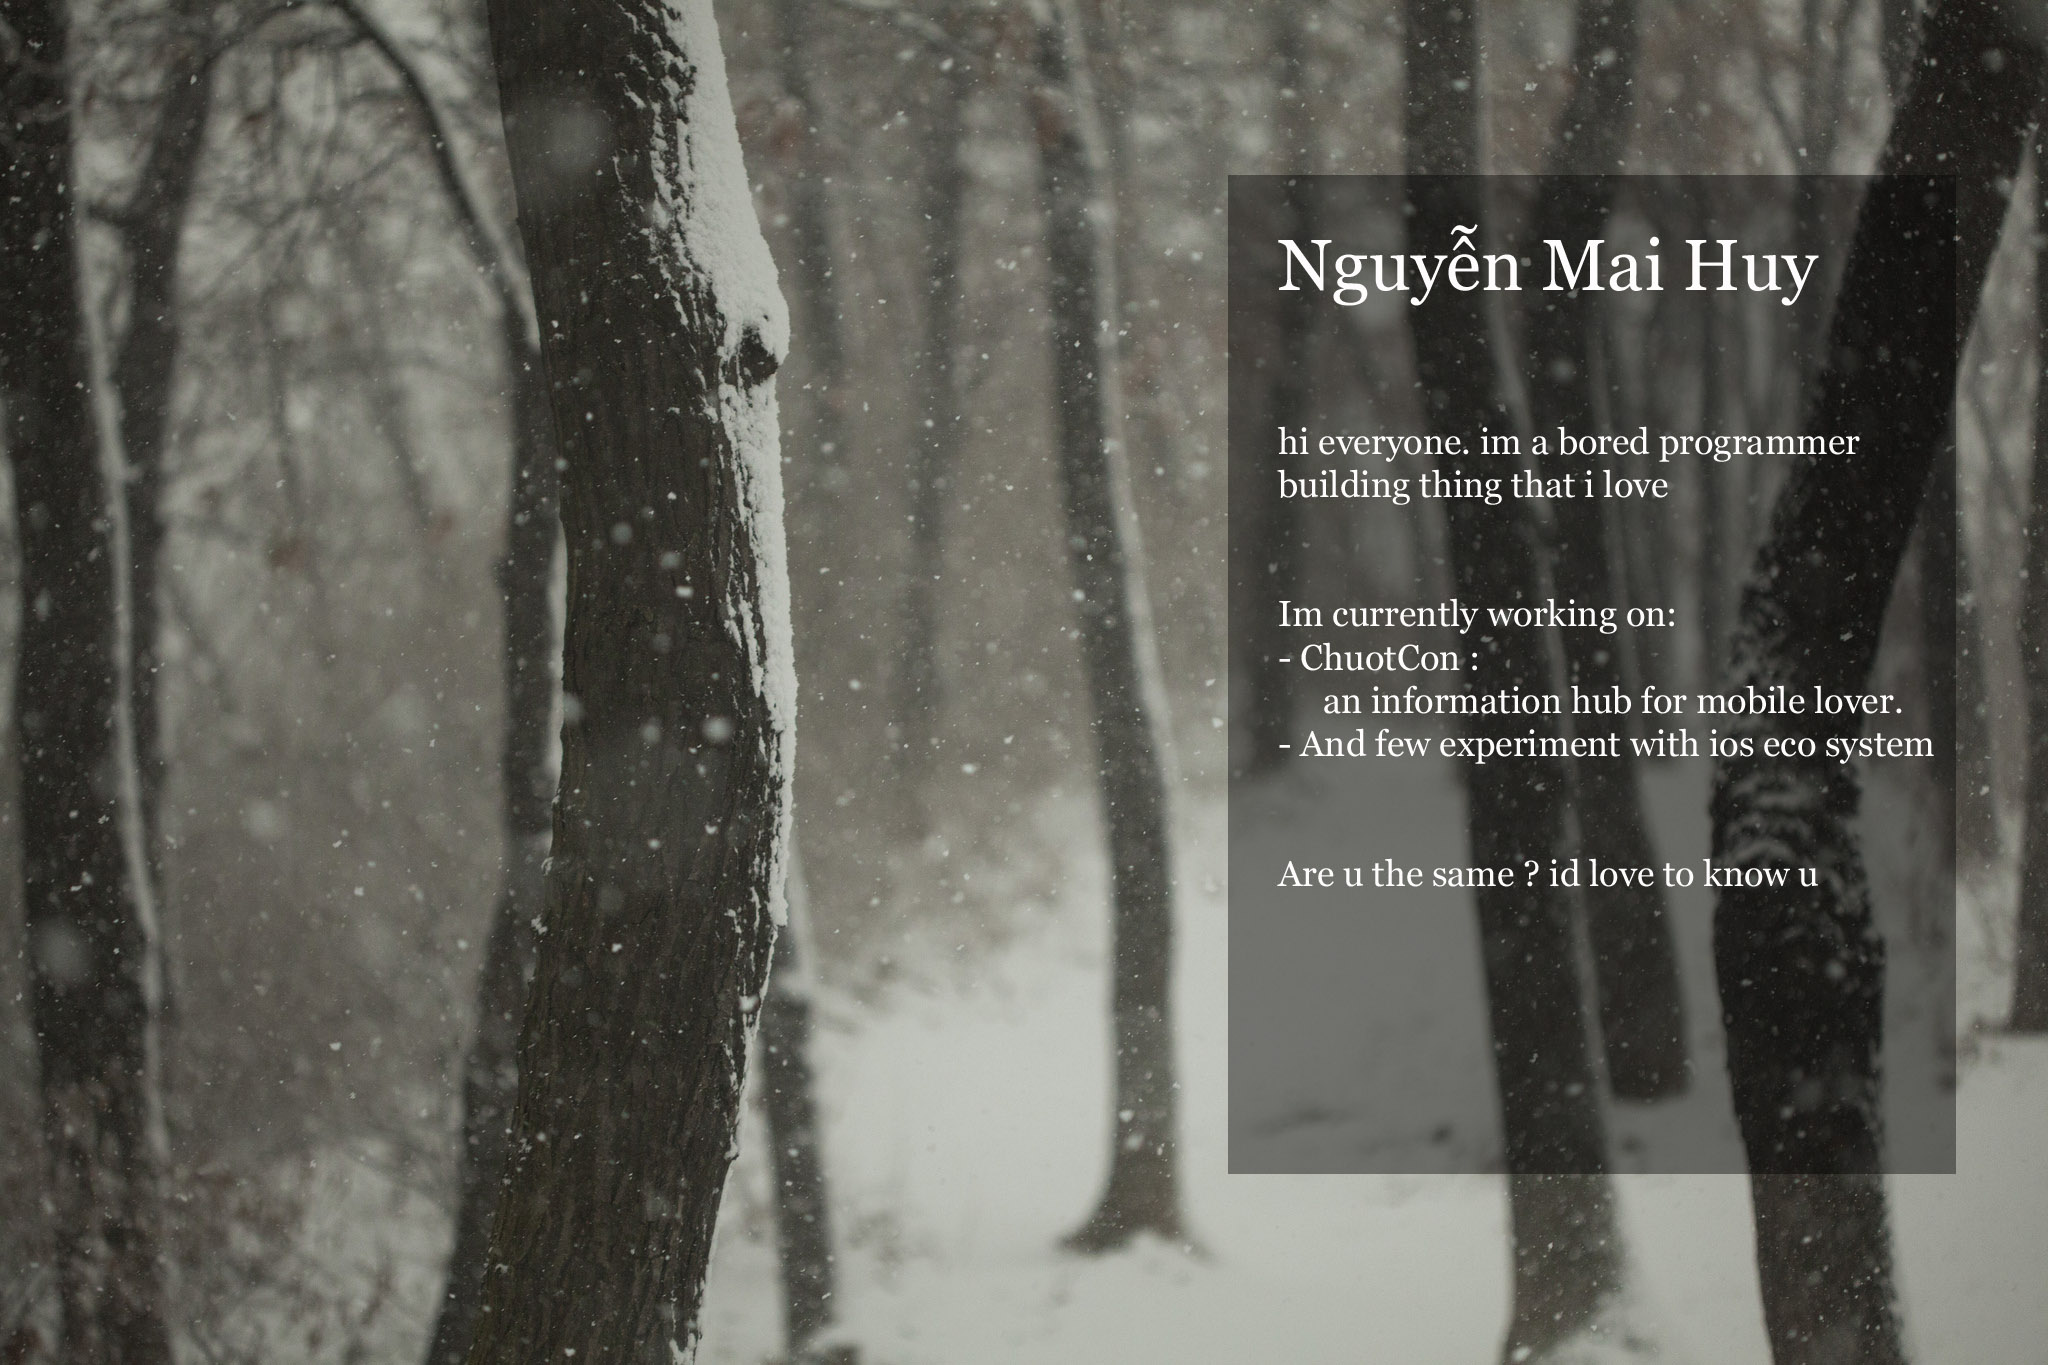 Nguyễn Mai Huy
hi everyone. im a bored programmer
building thing that i love
Im currently working on:
- ChuotCon :
an information hub for mobile lover.
- And few experiment with ios eco system
Are u the same ? id love to know u